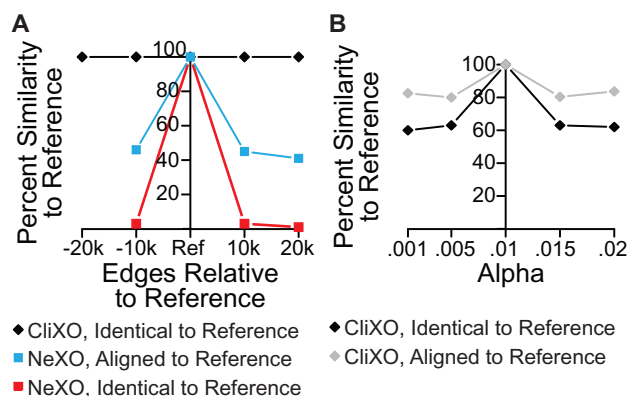 A
Percent Similarity
to Reference
100
80
60
40
20
-20k -10k Ref 10k 20k
Edges Relative
to Reference
CliXO, Identical to Reference
NeXO, Aligned to Reference
NeXO, Identical to Reference
B
Percent Similarity
to Reference
100
80
60
40
20
.001 .005 .01 .015 .02
Alpha
CliXO, Identical to Reference
CliXO, Aligned to Reference